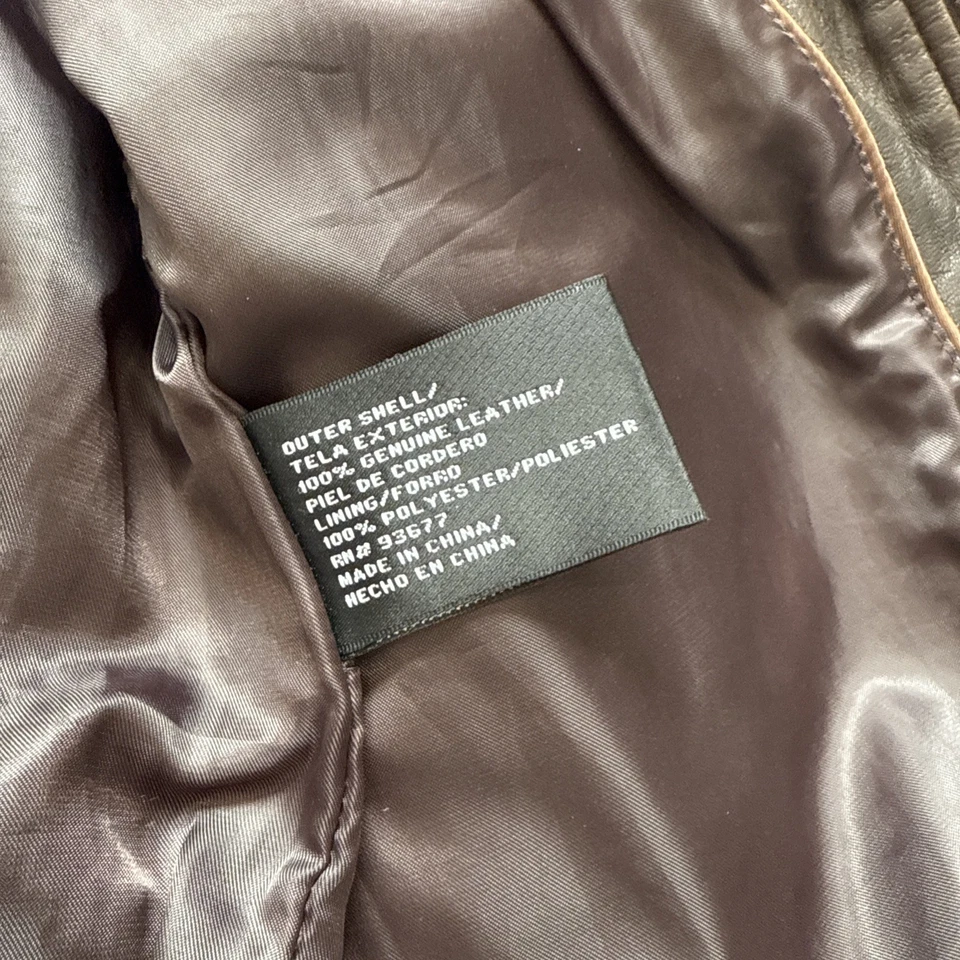 OUTER SHELL/
TELA EXTERIOR:
100% GENUINE LEATHER/
PIEL DE CORDERO
LINING/FORRO
100% POLYESTER/POLIESTER
RN# 93677
MADE IN CHINA/
HECHO EN CHINA